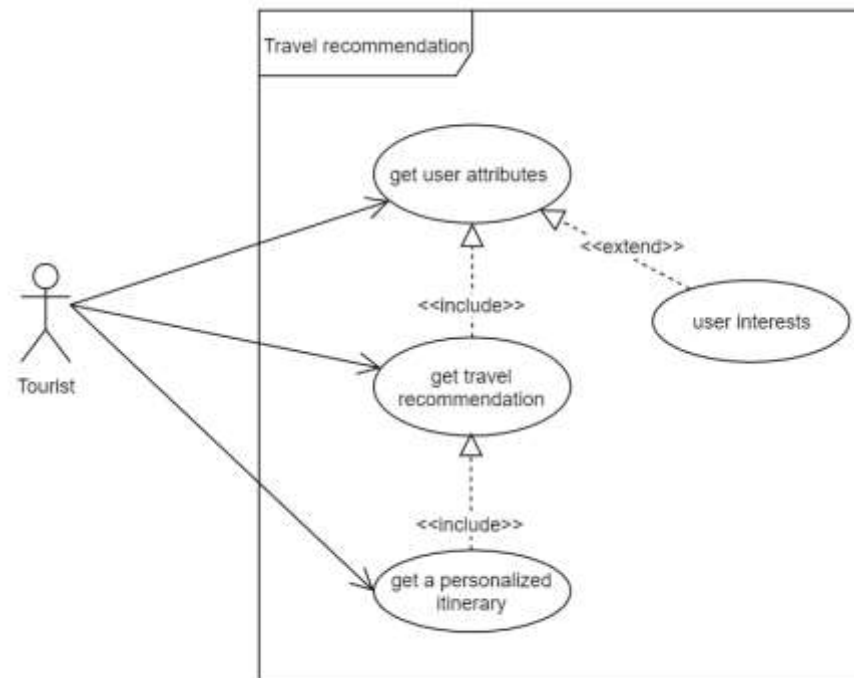 Travel recommendation
get user attributes
<<extend>>
<<include>>
user interests
get travel
recommendation
Tourist
<<include>>
get a personalized
itinerary